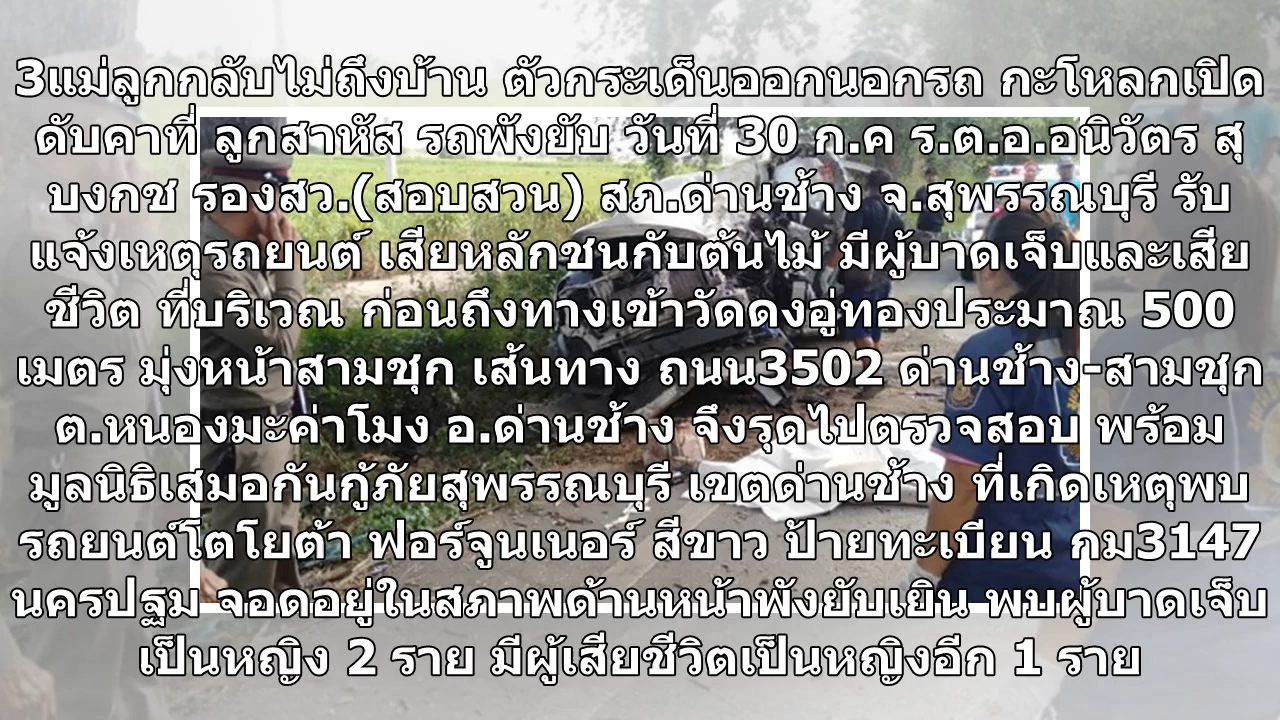 3แม่ลูกกลับไม่ถึงบ้าน ตัวกระเด็นออกนอกรถ กะโหลกเปิด
ดับคาที่ ลูกสาหัส รถพังยับ วันที่ 30 ก.ค ร.ต.อ.อนิวัตร สุ
บงกช รองสว.(สอบสวน) สภ.ด่านช้าง จ.สุพรรณบุรี รับ
แจ้งเหตุรถยนต์ เสียหลักชนกับต้นไม้ มีผู้บาดเจ็บและเสีย
ชีวิต ที่บริเวณ ก่อนถึงทางเข้าวัดดงอู่ทองประมาณ 500
เมตร มุ่งหน้าสามชุก เส้นทาง ถนน3502 ด่านช้าง-สามชุก
ต.หนองมะค่าโมง อ.ด่านช้าง จึงรุดไปตรวจสอบ พร้อม
มูลนิธิเสมอกันกู้ภัยสุพรรณบุรี เขตด่านช้าง ที่เกิดเหตุพบ
รถยนต์โตโยต้า ฟอร์จูนเนอร์ สีขาว ป้ายทะเบียน กม3147
นครปฐม จอดอยู่ในสภาพด้านหน้าพังยับเยิน พบผู้บาดเจ็บ
เป็นหญิง 2 ราย มีผู้เสียชีวิตเป็นหญิงอีก 1 ราย